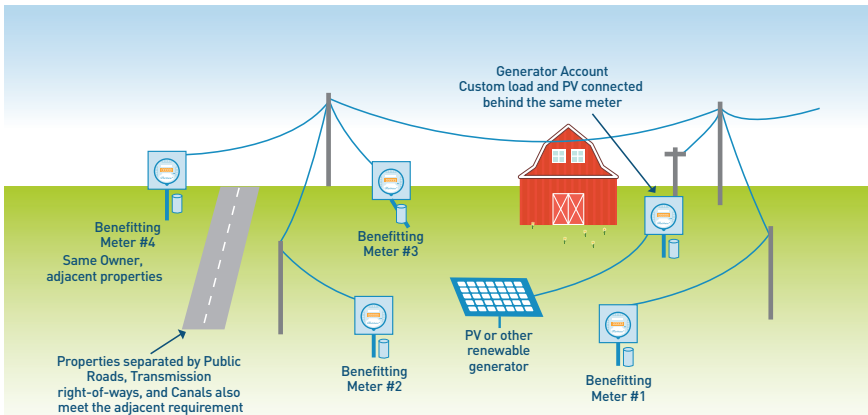 Generator Account
Custom load and PV connected
behind the same meter
Benefitting
Meter #4
Same Owner,
adjacent properties
Benefitting
Meter #3
Properties separated by Public
Roads, Transmission
right-of-ways, and Canals also
meet the adjacent requirement
Benefitting
Meter #2
PV or other
renewable
generator
Benefitting
Meter #1